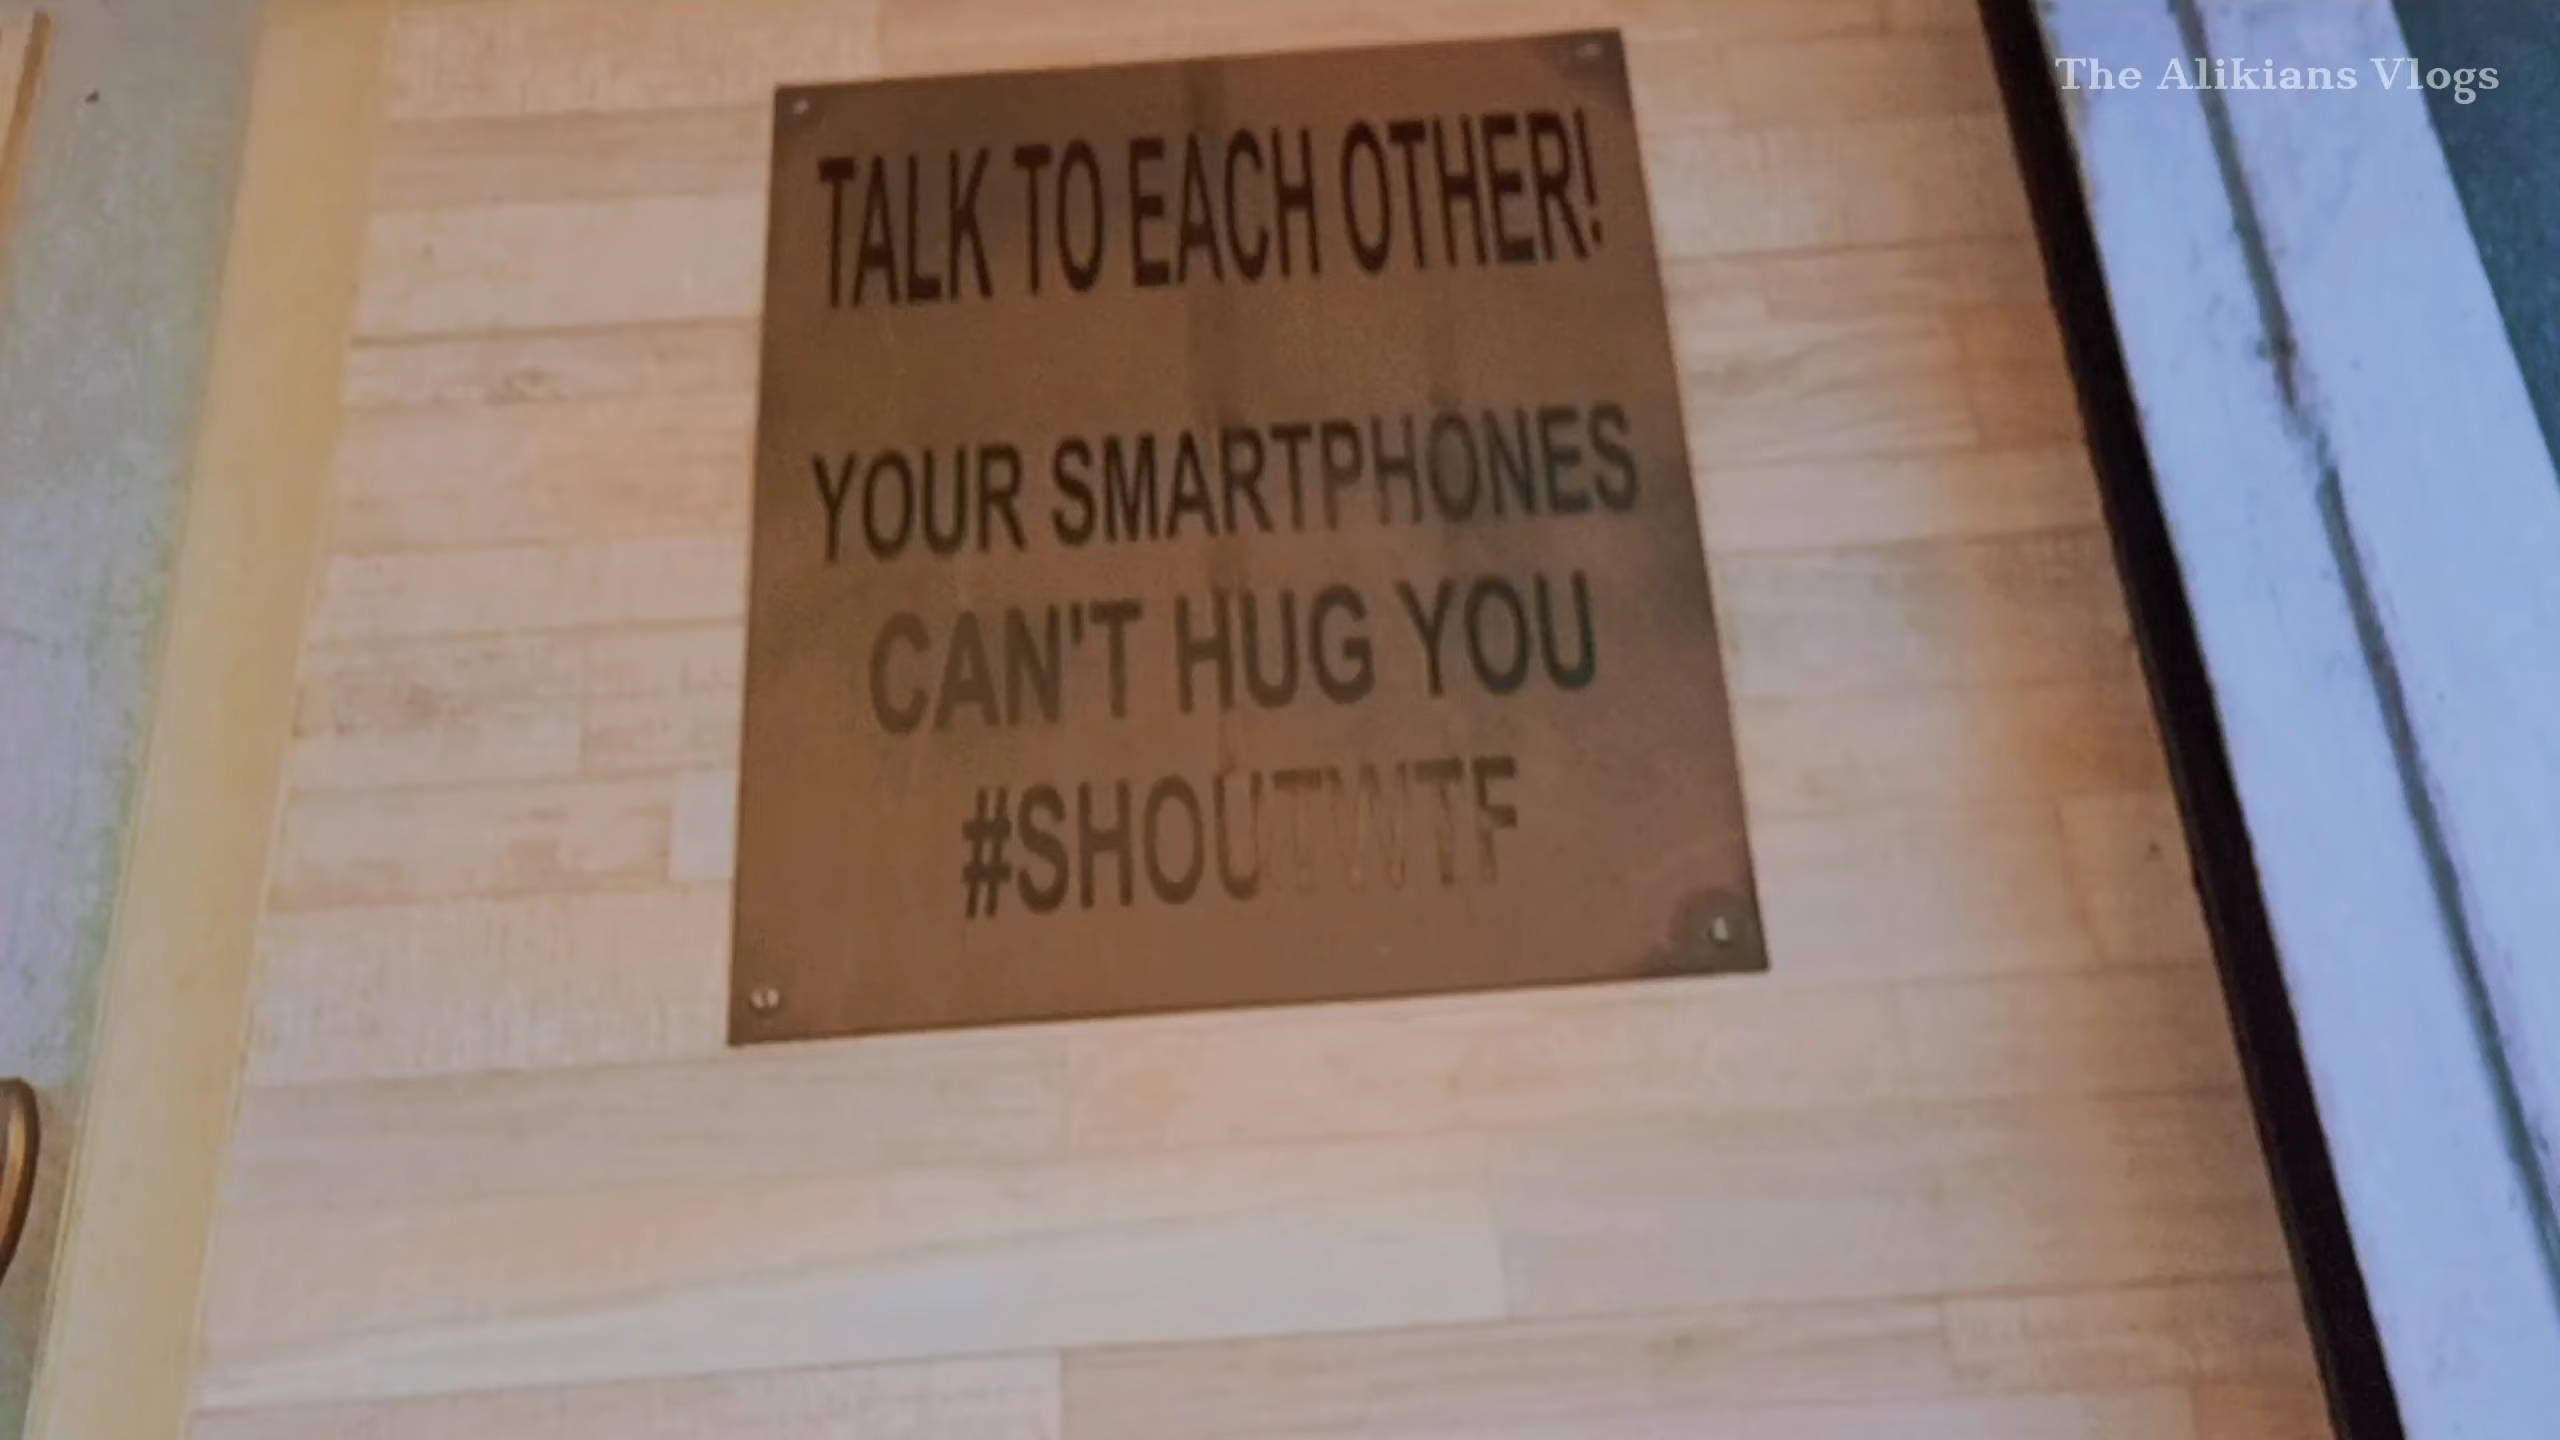 The Alikians Vlogs
TALK TO EACH OTHER!
YOUR SMARTPHONES
CAN'T HUG YOU
#SHOUTWTF